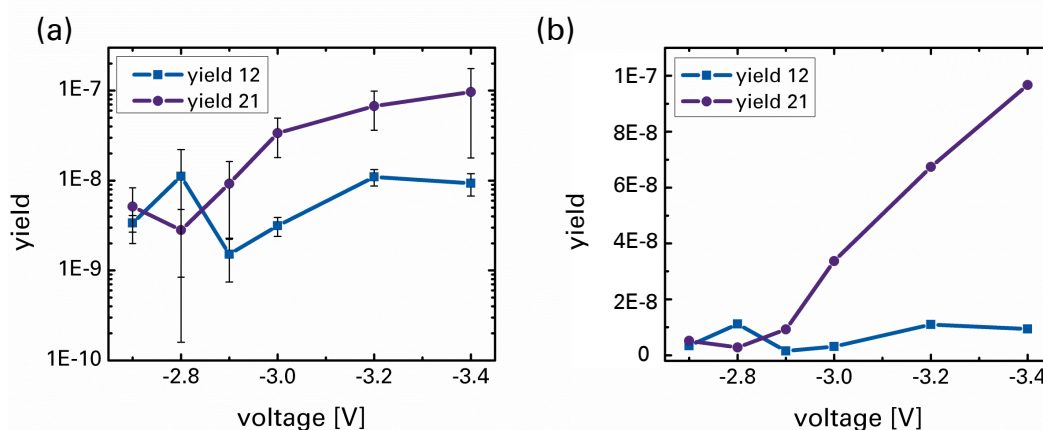 (a)
yield 12
yield 21
1E-7
1E-8
1E-9
1E-10
yield
-2.8
-3.0
-3.2
-3.4
voltage [V]
(b)
yield 12
yield 21
1E-7
8E-8
6E-8
4E-8
2E-8
0
yield
-2.8
-3.0
-3.2
-3.4
voltage [V]